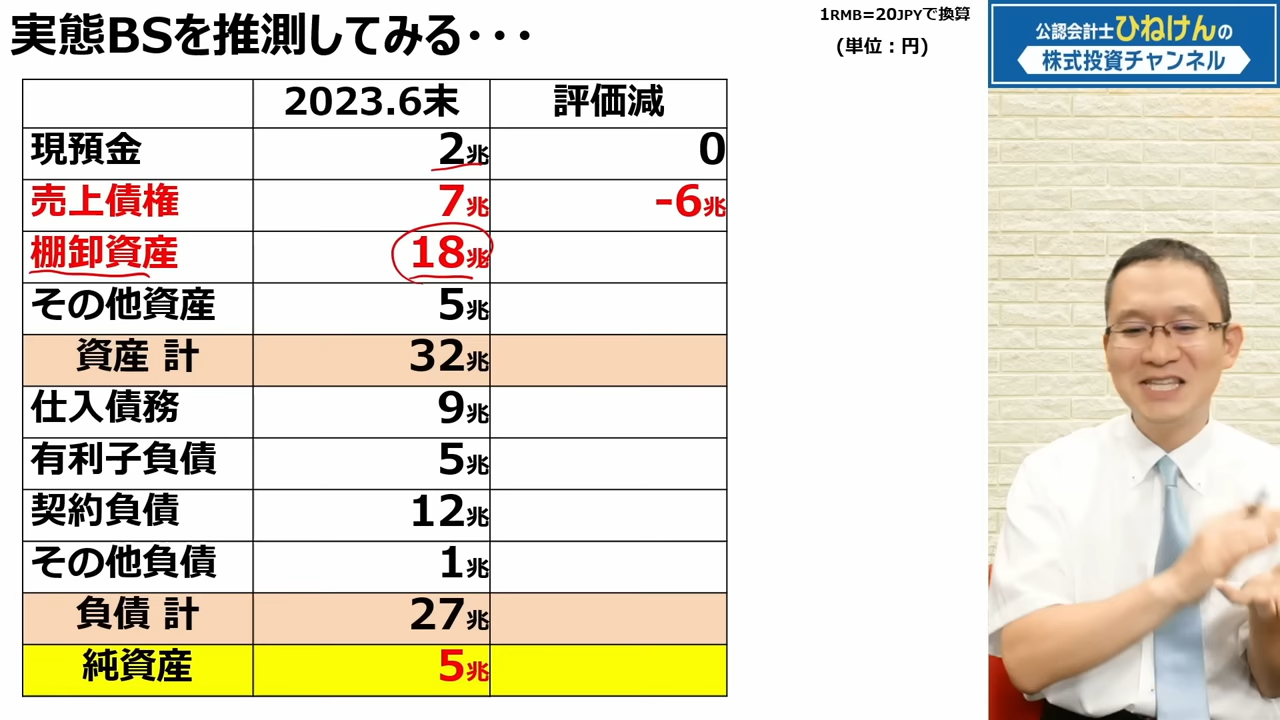 実態BSを推測してみる・・・
1RMB=20JPYで換算
(単位：円)
公認会計士ひねけんの
株式投資チャンネル
2023.6末 評価減
現預金 2兆 0
売上債権 7兆 -6兆
棚卸資産 18兆
その他資産 5兆
資産 計 32兆
仕入債務 9兆
有利子負債 5兆
契約負債 12兆
その他負債 1兆
負債 計 27兆
純資産 5兆